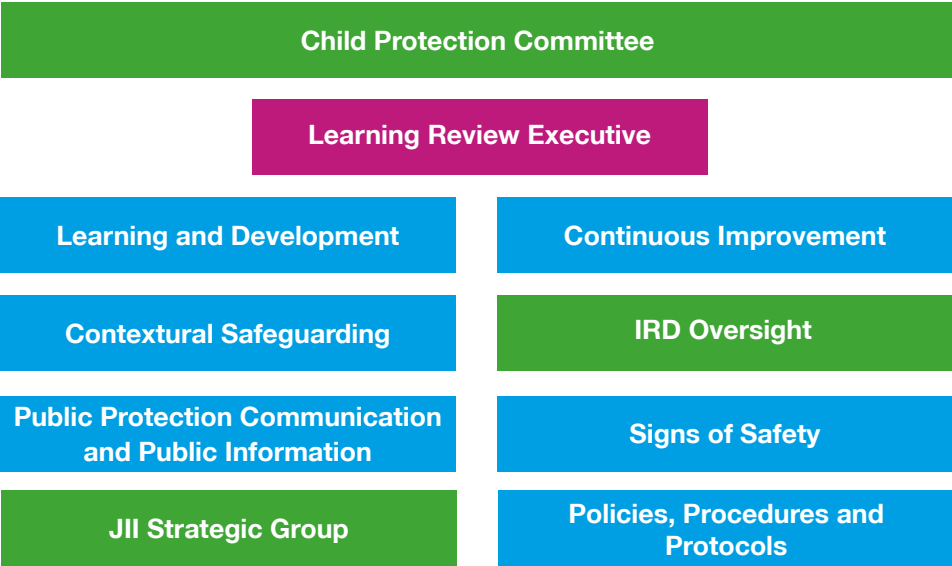 Child Protection Committee
Learning Review Executive
Learning and Development
Continuous Improvement
Contextural Safeguarding
IRD Oversight
Public Protection Communication
and Public Information
Signs of Safety
JII Strategic Group
Policies, Procedures and
Protocols